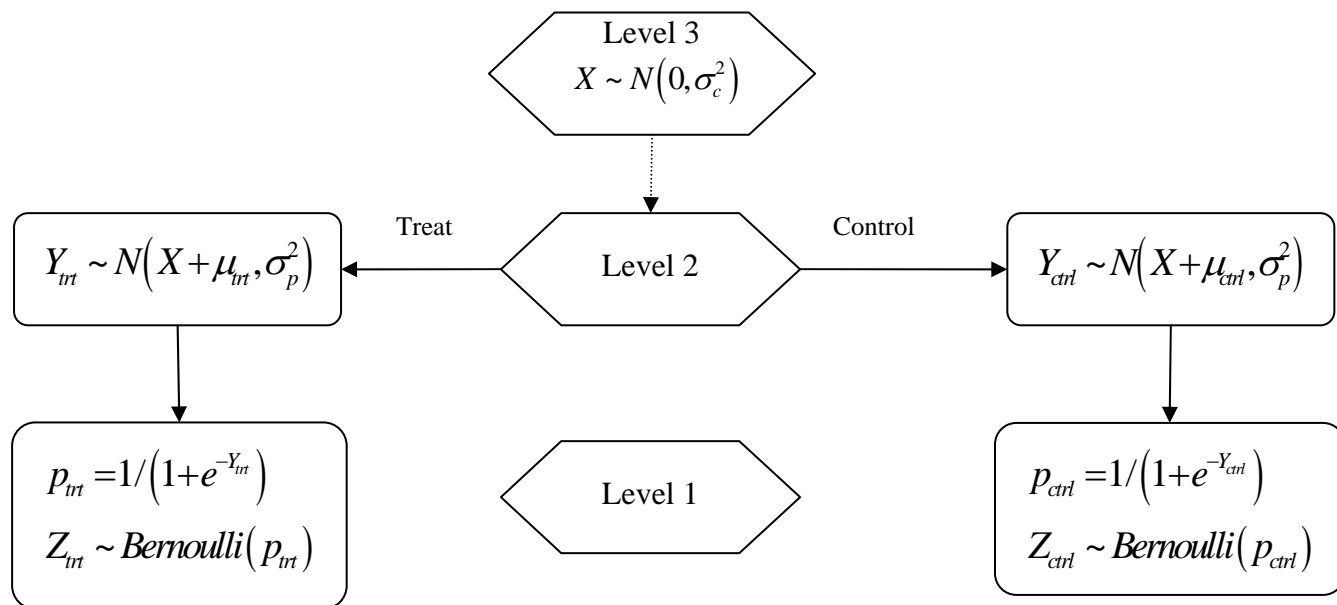 Level 3
X ~ N(0, σ_c^2)
Treat
Control
Y_trt ~ N(X + μ_trt, σ_p^2)
Level 2
Y_ctrl ~ N(X + μ_ctrl, σ_p^2)
p_trt = 1/(1+e^{-Y_trt})
Z_trt ~ Bernoulli(p_trt)
Level 1
p_ctrl = 1/(1+e^{-Y_ctrl})
Z_ctrl ~ Bernoulli(p_ctrl)